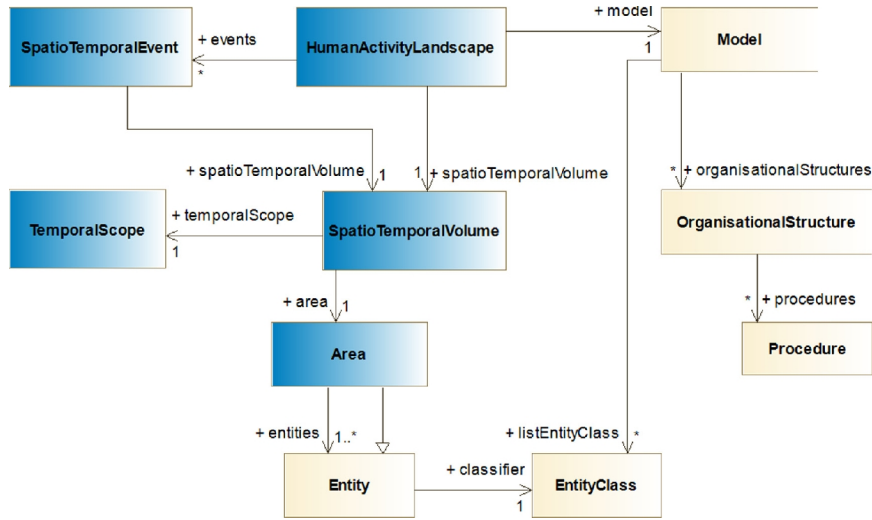 SpatioTemporalEvent
+ events
*
HumanActivityLandscape
+ model
1
Model
+ spatioTemporalVolume
1
1
+ spatioTemporalVolume
*
+ organisationalStructures
TemporalScope
+ temporalScope
1
SpatioTemporalVolume
OrganisationalStructure
+ area
1
*
+ procedures
Area
Procedure
+ entities
1..*
+ listEntityClass
*
Entity
+ classifier
1
EntityClass